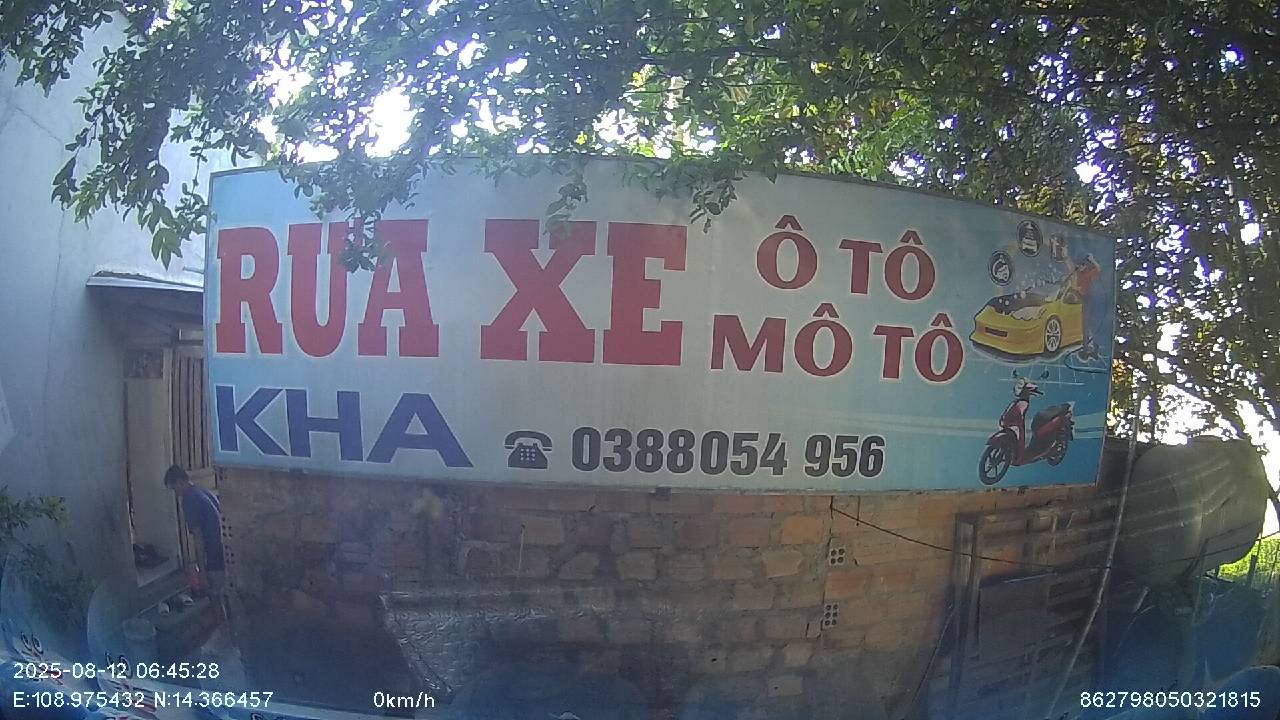 RỬA XE
Ô TÔ
MÔ TÔ
KHA
0388054 956
2025-08-12 06:45:28
E:108.975432 N:14.366457
0km/h
862798050321815